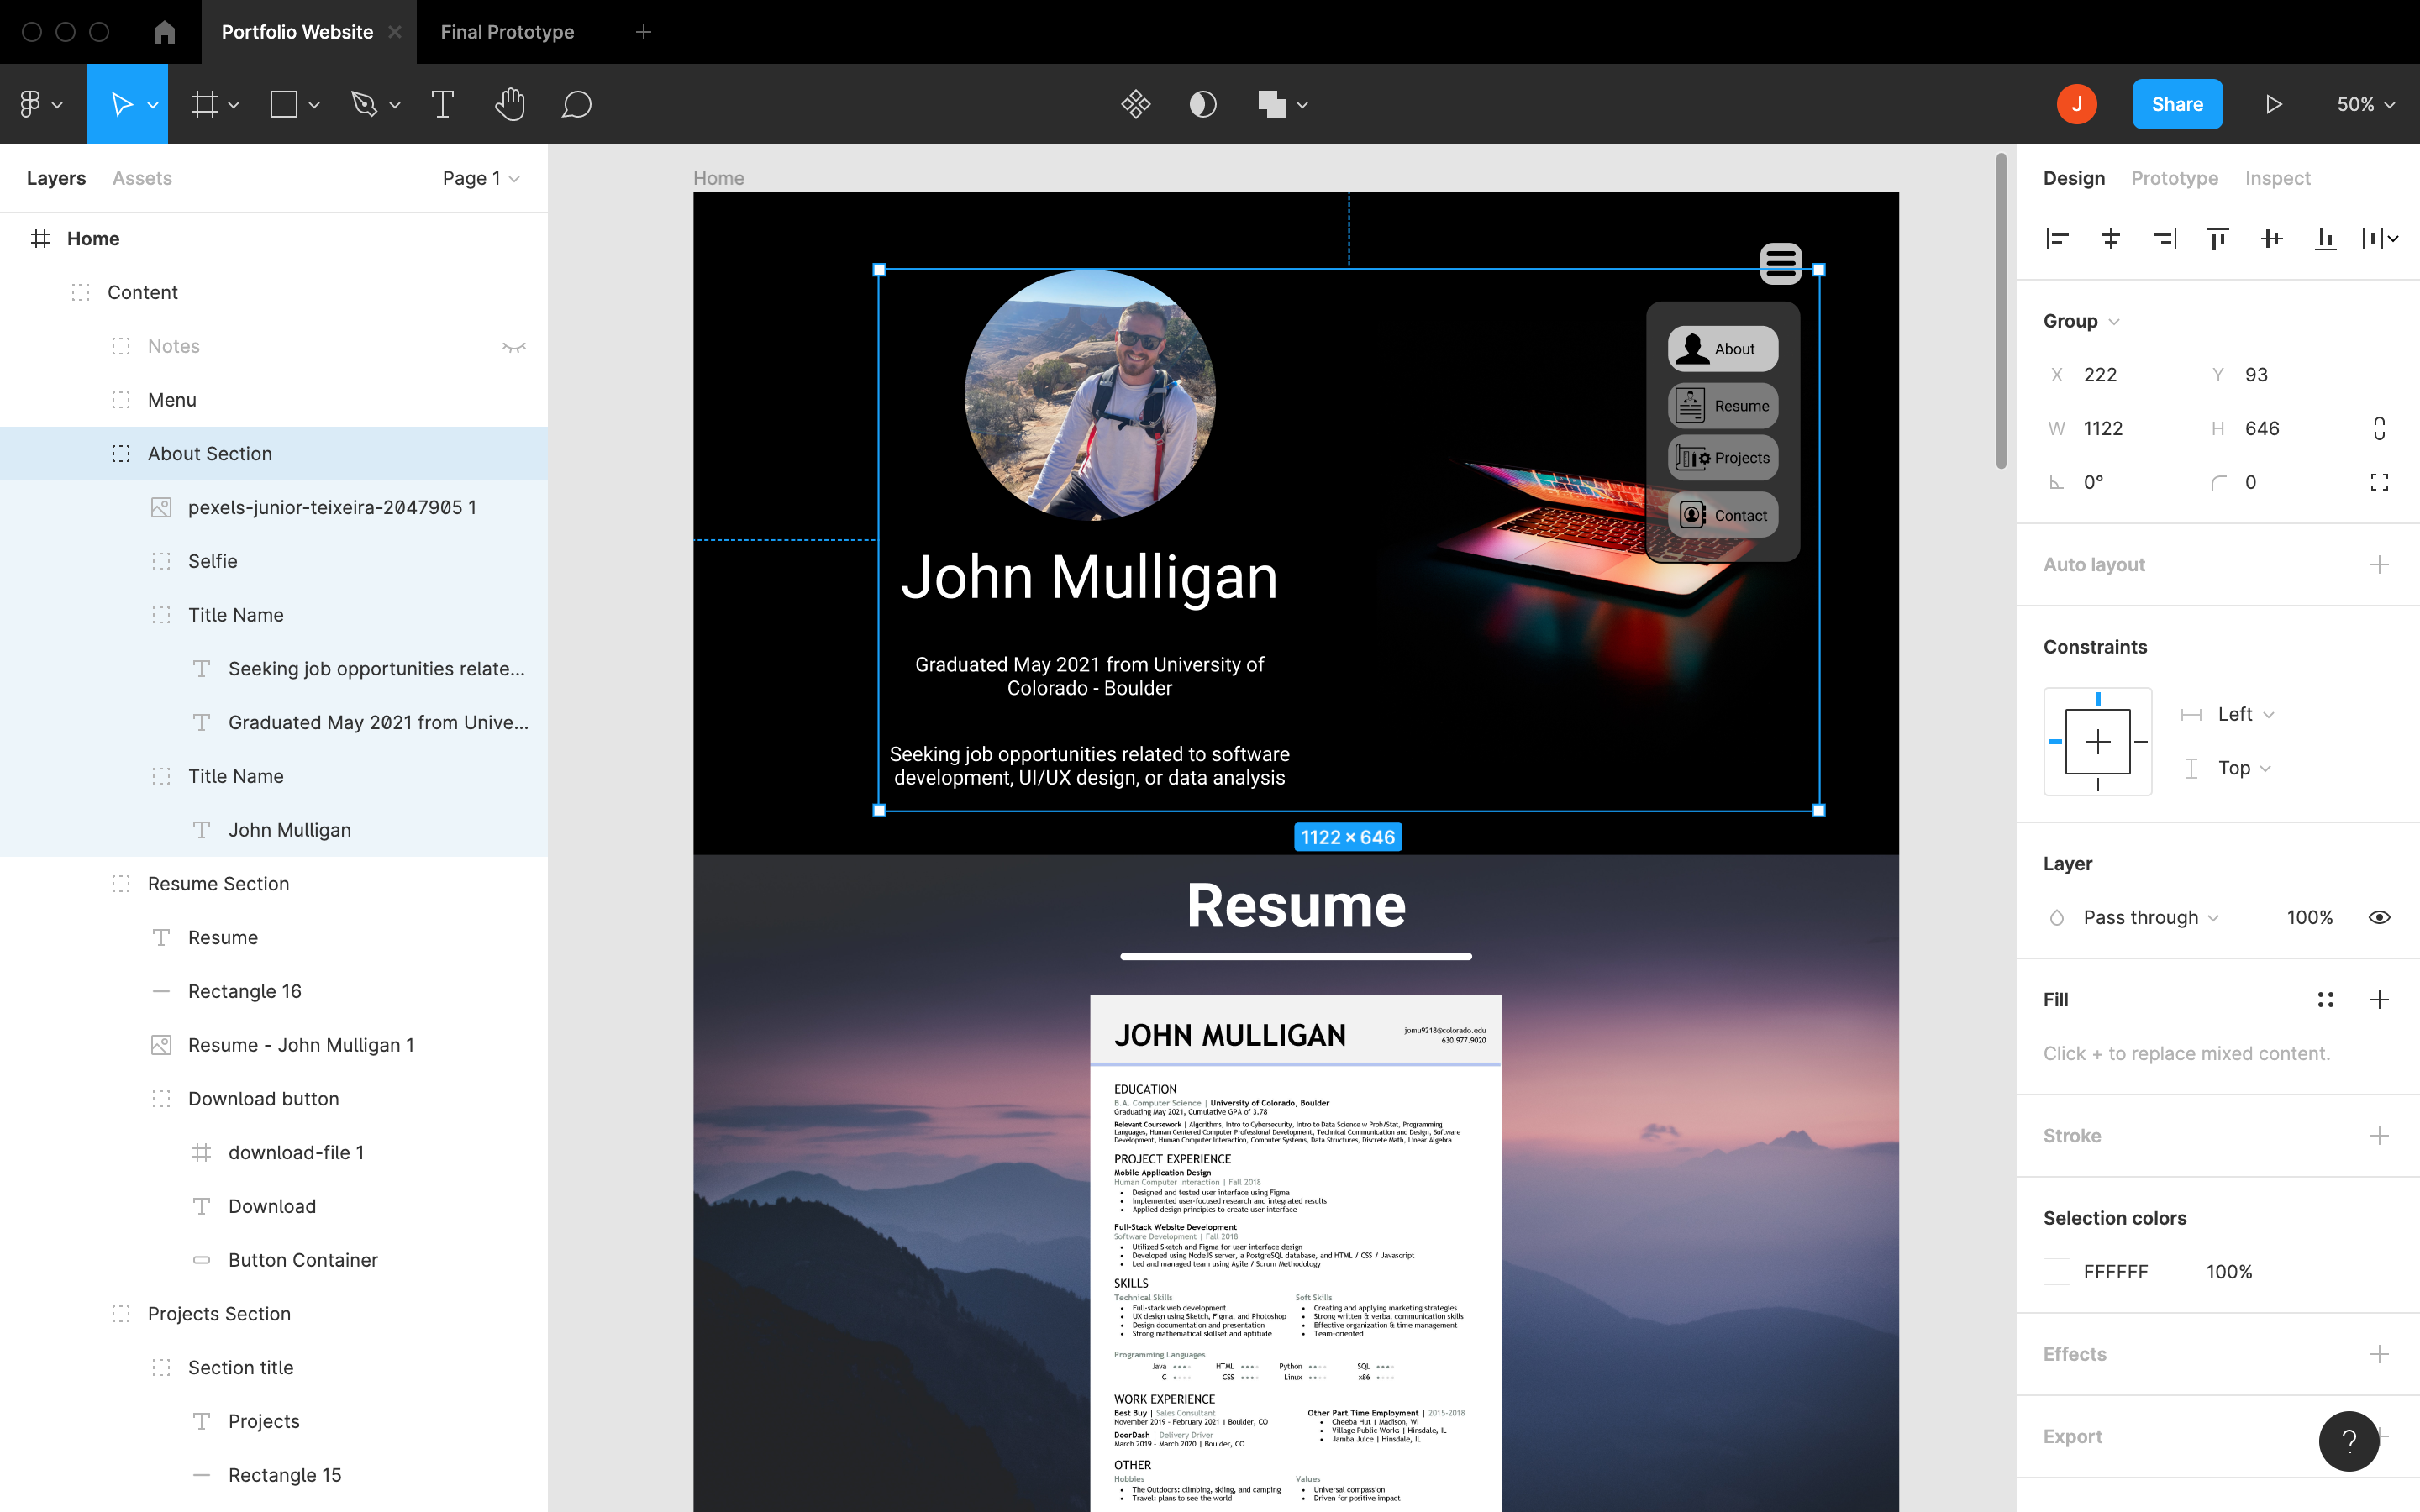 Portfolio Website
Final Prototype
J
Share
50%
Layers
Assets
Page 1
Home
Content
Notes
Menu
About Section
pexels-junior-teixeira-2047905 1
Selfie
Title Name
Seeking job opportunities relate...
Graduated May 2021 from Unive...
Title Name
John Mulligan
Resume Section
Resume
Rectangle 16
Resume - John Mulligan 1
Download button
download-file 1
Download
Button Container
Projects Section
Section title
Projects
Rectangle 15
Home
About
Resume
Projects
Contact
John Mulligan
Graduated May 2021 from University of
Colorado - Boulder
Seeking job opportunities related to software
development, UI/UX design, or data analysis
1122 × 646
Resume
JOHN MULLIGAN
jomu9218@colorado.edu
630.977.9020
EDUCATION
B.A. Computer Science | University of Colorado, Boulder
Graduating May 2021, Cumulative GPA of 3.78
Relevant Coursework | Algorithms, Intro to Cybersecurity, Intro to Data Science w Prob/Stat, Programming
Languages, Human Centered Computer Professional Development, Technical Communication and Design, Software
Development, Human Computer Interaction, Computer Systems, Data Structures, Discrete Math, Linear Algebra
PROJECT EXPERIENCE
Mobile Application Design
Human Computer Interaction | Fall 2018
• Designed and tested user interface using Figma
• Implemented user-focused research and integrated results
• Applied design principles to create user interface
Full-Stack Website Development
Software Development | Fall 2018
• Utilized Sketch and Figma for user interface design
• Developed using NodeJS server, a PostgreSQL database, and HTML / CSS / Javascript
• Led and managed team using Agile / Scrum Methodology
SKILLS
Technical Skills
• Full-stack web development
• UX design using Sketch, Figma, and Photoshop
• Design documentation and presentation
• Strong mathematical skillset and aptitude
Soft Skills
• Creating and applying marketing strategies
• Strong written & verbal communication skills
• Effective organization & time management
• Team-oriented
Programming Languages
Java HTML Python SQL
C CSS Linux x86
WORK EXPERIENCE
Best Buy | Sales Consultant
November 2019 - February 2021 | Boulder, CO
DoorDash | Delivery Driver
March 2019 - March 2020 | Boulder, CO
Other Part Time Employment | 2015-2018
• Cheeba Hut | Madison, WI
• Village Public Works | Hinsdale, IL
• Jamba Juice | Hinsdale, IL
OTHER
Hobbies
• The Outdoors: climbing, skiing, and camping
• Travel: plans to see the world
Values
• Universal compassion
• Driven for positive impact
Design
Prototype
Inspect
Group
X 222
Y 93
W 1122
H 646
0°
0
Auto layout
Constraints
Left
Top
Layer
Pass through
100%
Fill
Click + to replace mixed content.
Stroke
Selection colors
FFFFFF
100%
Effects
Export
?